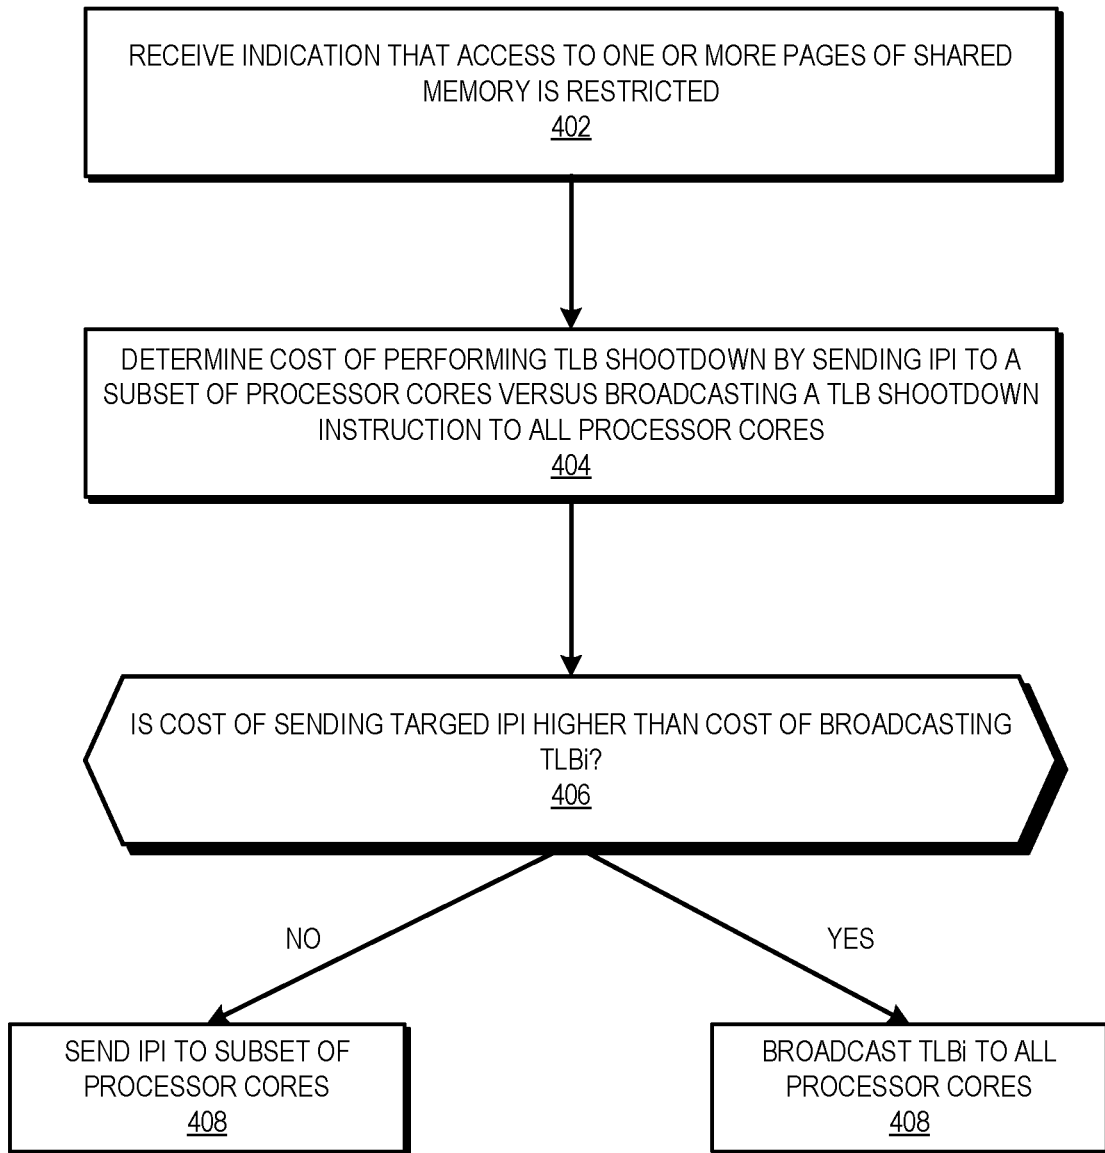 RECEIVE INDICATION THAT ACCESS TO ONE OR MORE PAGES OF SHARED
MEMORY IS RESTRICTED
402
DETERMINE COST OF PERFORMING TLB SHOOTDOWN BY SENDING IPI TO A
SUBSET OF PROCESSOR CORES VERSUS BROADCASTING A TLB SHOOTDOWN
INSTRUCTION TO ALL PROCESSOR CORES
404
IS COST OF SENDING TARGED IPI HIGHER THAN COST OF BROADCASTING
TLBi?
406
NO
YES
SEND IPI TO SUBSET OF
PROCESSOR CORES
408
BROADCAST TLBi TO ALL
PROCESSOR CORES
408